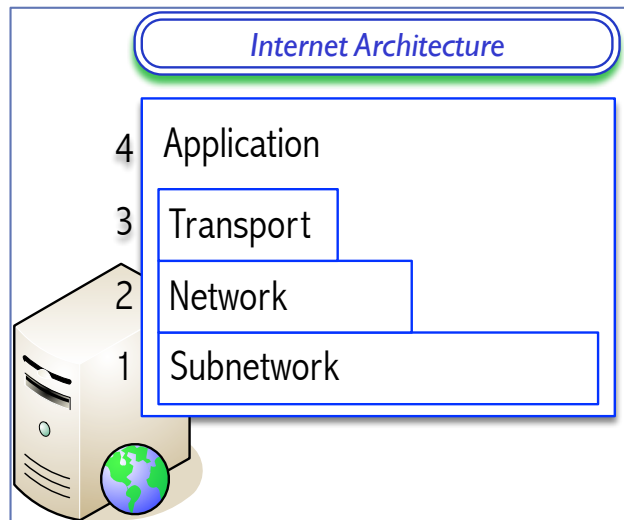 Internet Architecture
4 Application
3 Transport
2 Network
1 Subnetwork